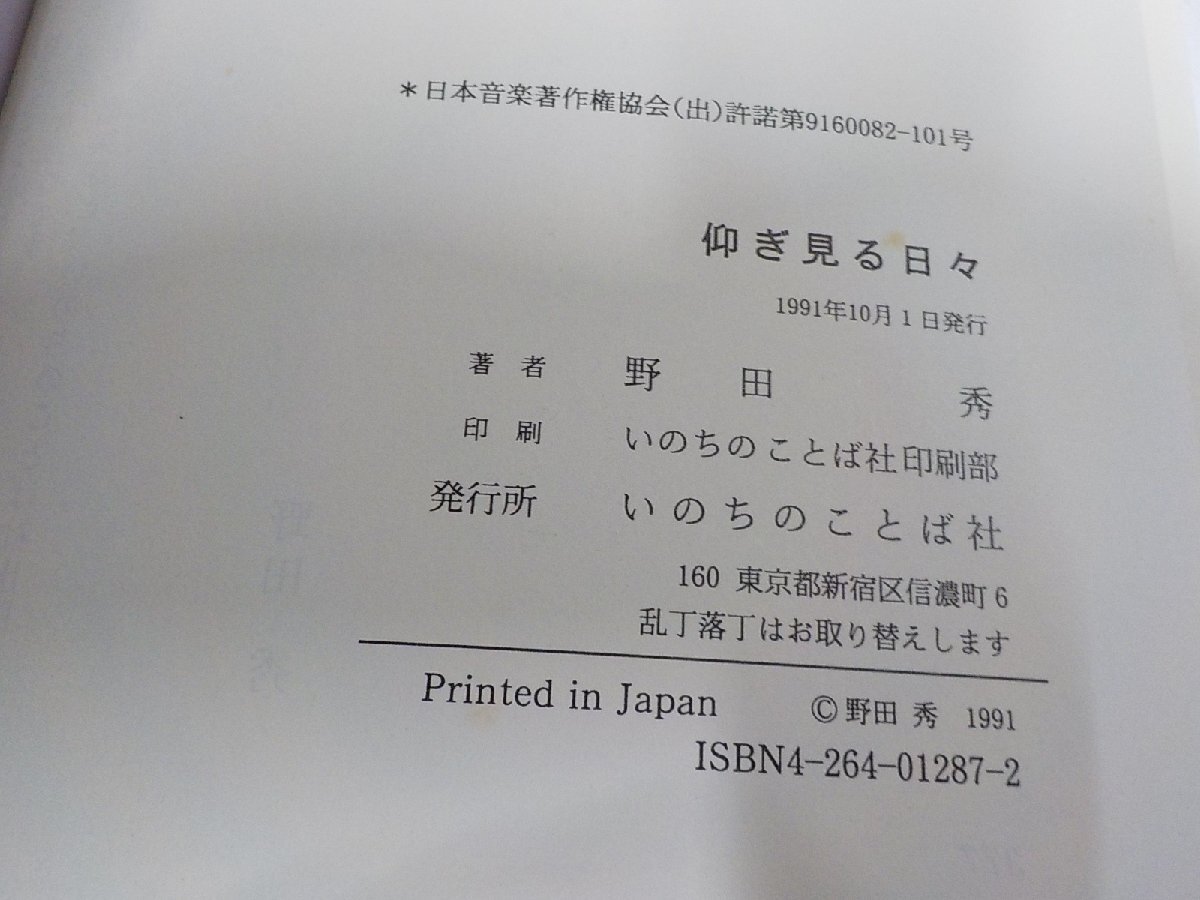 ＊日本音楽著作権協会(出)許諾第9160082-101号
仰ぎ見る日々
1991年10月1日発行
著者 野田 秀
印刷 いのちのことば社印刷部
発行所 いのちのことば社
160 東京都新宿区信濃町6
乱丁落丁はお取り替えします
Printed in Japan ©野田 秀 1991
ISBN4-264-01287-2